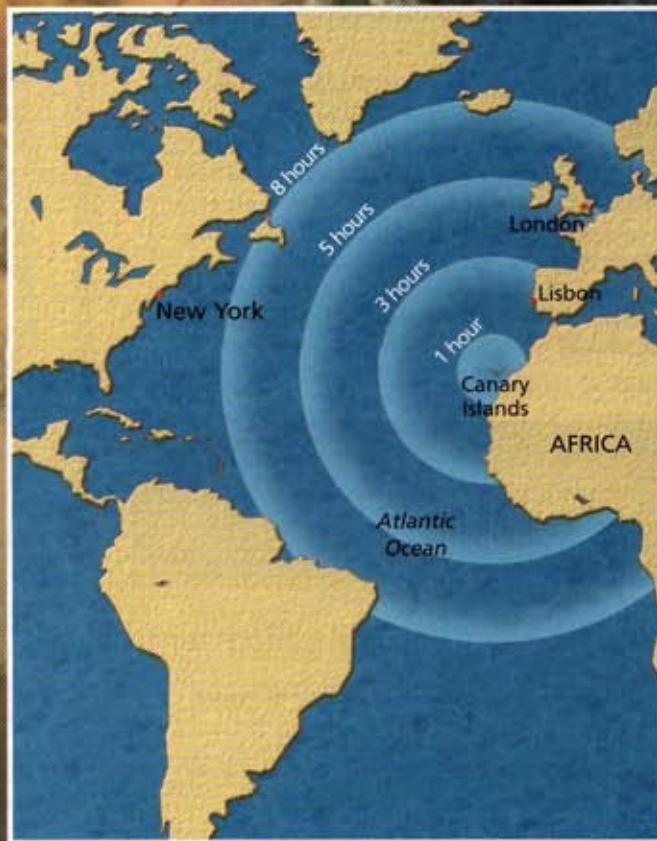 8 hours
5 hours
London
3 hours
Lisbon
New York
1 hour
Canary
Islands
AFRICA
Atlantic
Ocean